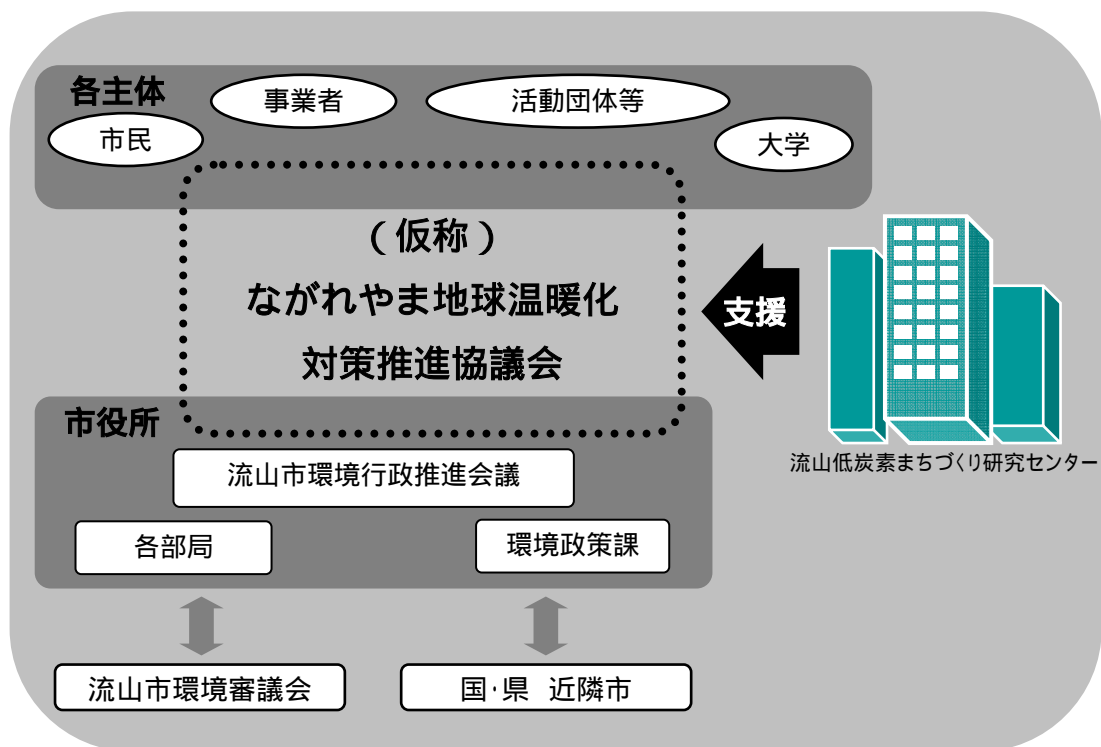 各主体
事業者
活動団体等
市民
大学
（仮称）
ながれやま地球温暖化
対策推進協議会
支援
流山低炭素まちづくり研究センター
市役所
流山市環境行政推進会議
各部局
環境政策課
流山市環境審議会
国・県 近隣市